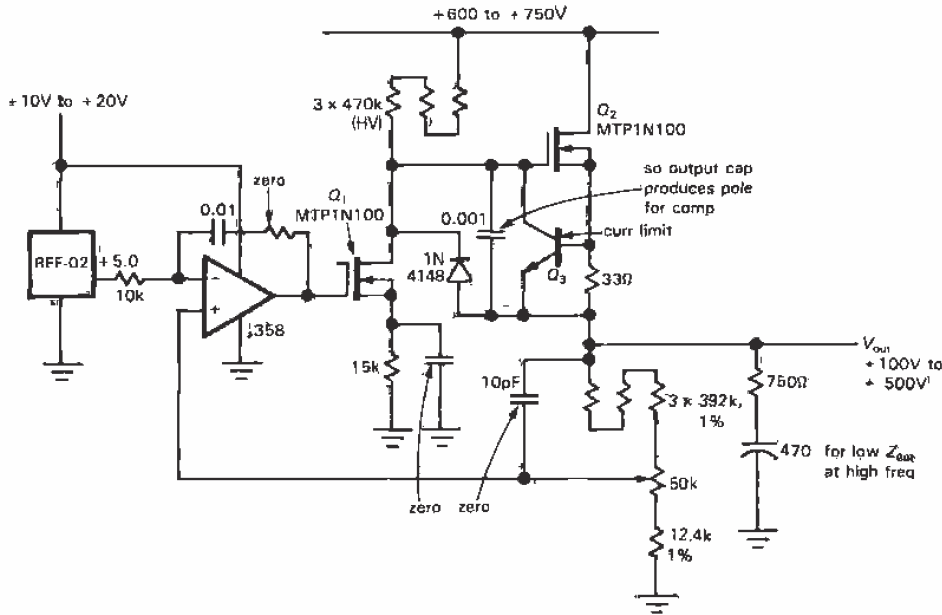 +600 to +750V
+10V to +20V
3 × 470k
(HV)
Q2
MTP1N100
zero
0.01
Q1
MTP1N100
so output cap
produces pole
for comp
0.001
curr limit
REF-02
+5.0
10k
−
+
358
1N
4148
Q3
33Ω
15k
10pF
3 × 392k,
1%
750Ω
Vout
+100V to
+500V
470
for low Zout
at high freq
50k
zero
zero
12.4k
1%